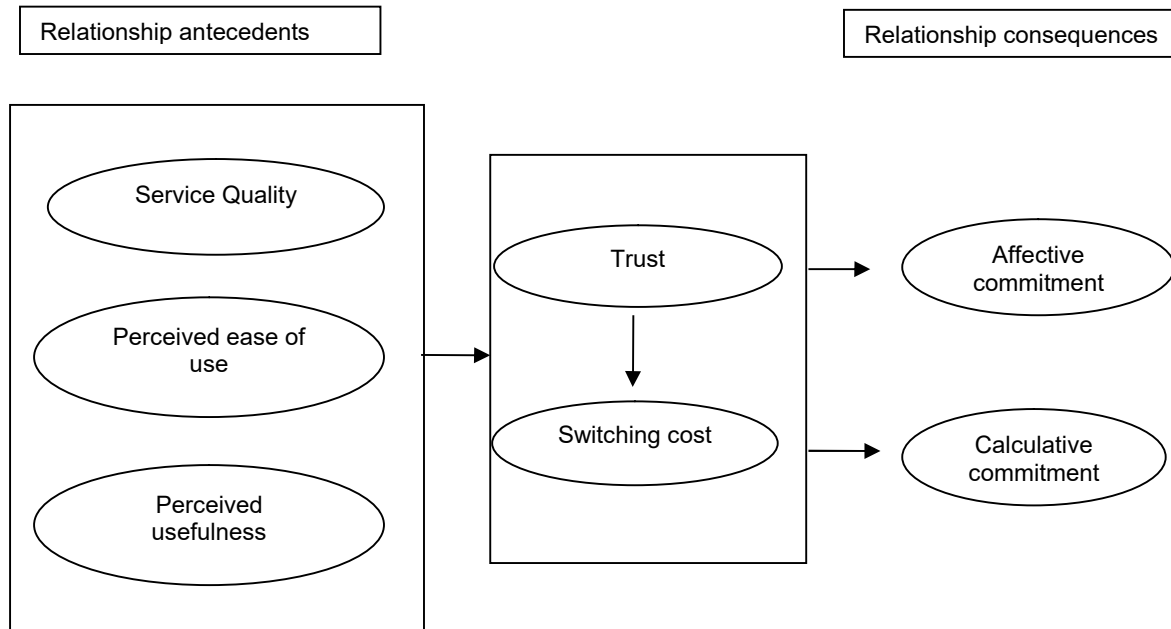 Relationship antecedents
Relationship consequences
Service Quality
Perceived ease of
use
Perceived
usefulness
Trust
Switching cost
Affective
commitment
Calculative
commitment